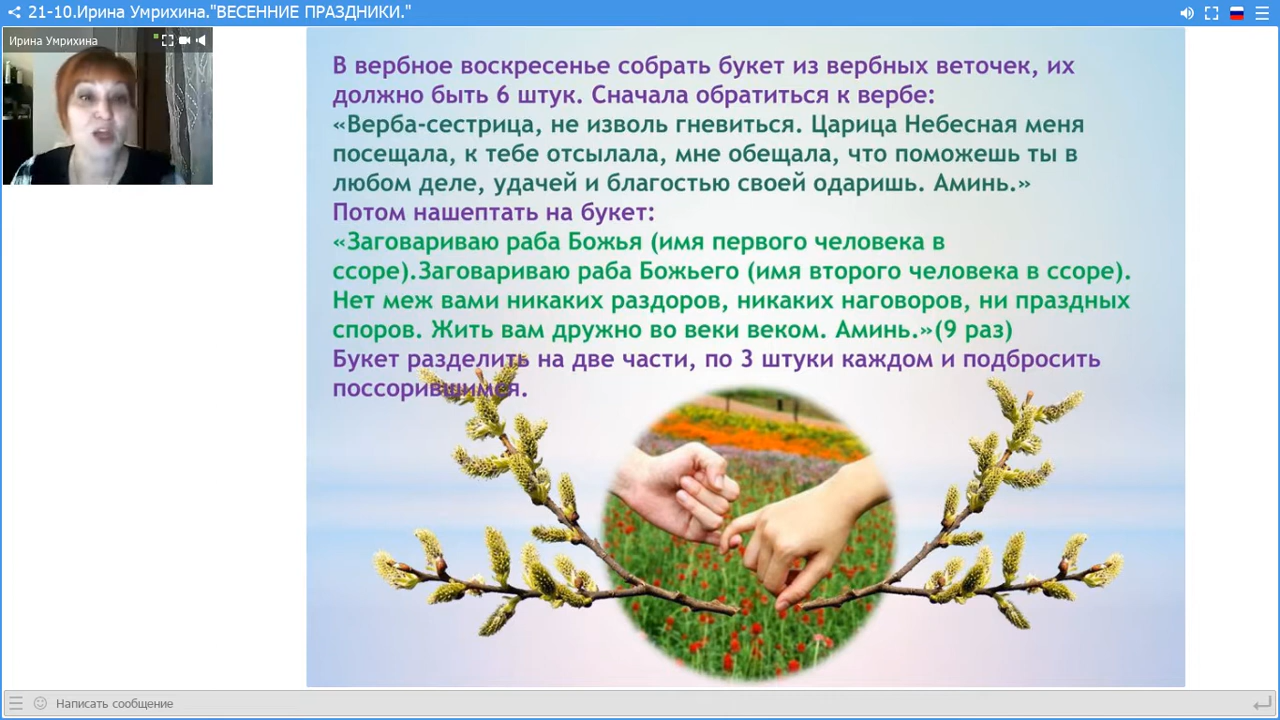 21-10.Ирина Умрихина."ВЕСЕННИЕ ПРАЗДНИКИ."
Ирина Умрихина
В вербное воскресенье собрать букет из вербных веточек, их
должно быть 6 штук. Сначала обратиться к вербе:
«Верба-сестрица, не изволь гневиться. Царица Небесная меня
посещала, к тебе отсылала, мне обещала, что поможешь ты в
любом деле, удачей и благостью своей одаришь. Аминь.»
Потом нашептать на букет:
«Заговариваю раба Божья (имя первого человека в
ссоре).Заговариваю раба Божьего (имя второго человека в ссоре).
Нет меж вами никаких раздоров, никаких наговоров, ни праздных
споров. Жить вам дружно во веки веком. Аминь.»(9 раз)
Букет разделить на две части, по 3 штуки каждом и подбросить
поссорившимся.
Написать сообщение